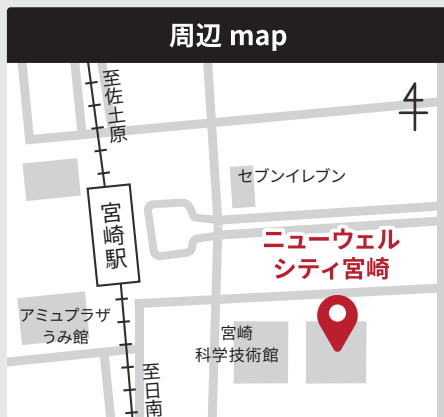 周辺 map
至佐土原
セブンイレブン
宮崎駅
ニューウェル
シティ宮崎
アミュプラザ
うみ館
宮崎
科学技術館
至日南